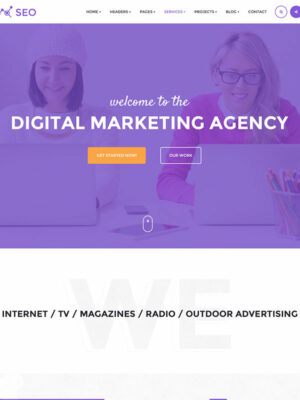 SEO
HOME HEADERS PAGES SERVICES PROJECTS BLOG CONTACT
welcome to the
DIGITAL MARKETING AGENCY
GET STARTED NOW! OUR WORK
WE
INTERNET / TV / MAGAZINES / RADIO / OUTDOOR ADVERTISING